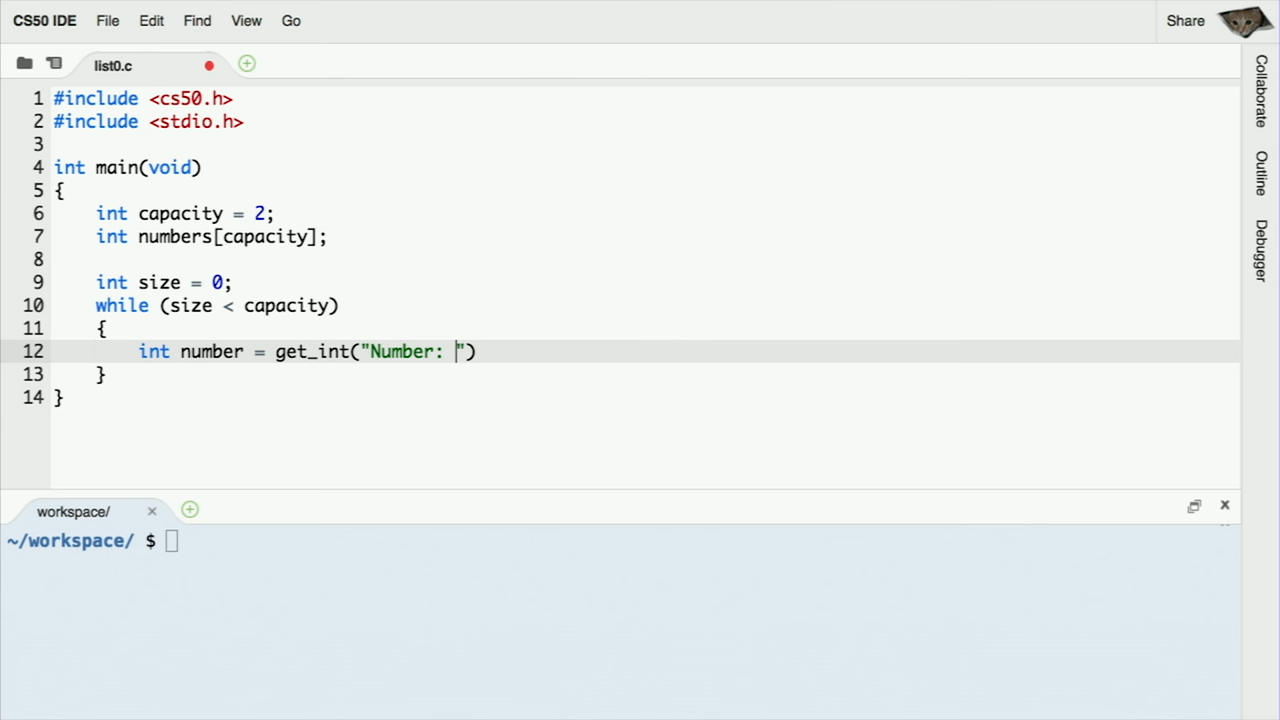 CS50 IDE File Edit Find View Go Share
list0.c
1 #include <cs50.h>
2 #include <stdio.h>
3
4 int main(void)
5 {
6     int capacity = 2;
7     int numbers[capacity];
8
9     int size = 0;
10     while (size < capacity)
11     {
12         int number = get_int("Number: ")
13     }
14 }
Collaborate
Outline
Debugger
workspace/
~/workspace/ $